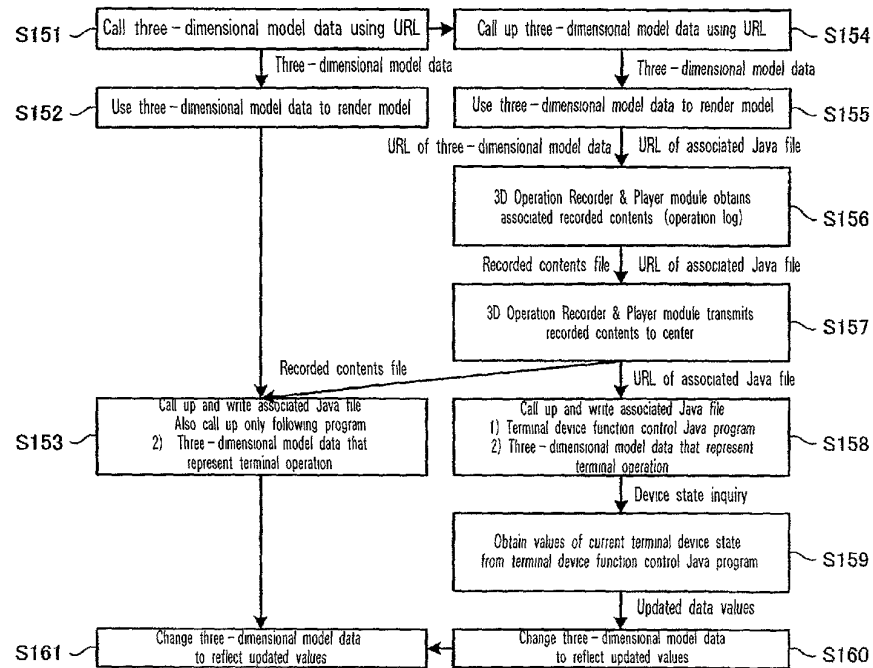 S151
Call three-dimensional model data using URL
Call up three-dimensional model data using URL
S154
Three-dimensional model data
Three-dimensional model data
S152
Use three-dimensional model data to render model
Use three-dimensional model data to render model
S155
URL of three-dimensional model data
URL of associated Java file
3D Operation Recorder & Player module obtains
associated recorded contents (operation log)
S156
Recorded contents file
URL of associated Java file
3D Operation Recorder & Player module transmits
recorded contents to center
S157
Recorded contents file
URL of associated Java file
S153
Call up and write associated Java file
Also call up only following program
2) Three-dimensional model data that
represent terminal operation
Call up and write associated Java file
1) Terminal device function control Java program
2) Three-dimensional model data that represent
terminal operation
S158
Device state inquiry
Obtain values of current terminal device state
from terminal device function control Java program
S159
Updated data values
S161
Change three-dimensional model data
to reflect updated values
Change three-dimensional model data
to reflect updated values
S160